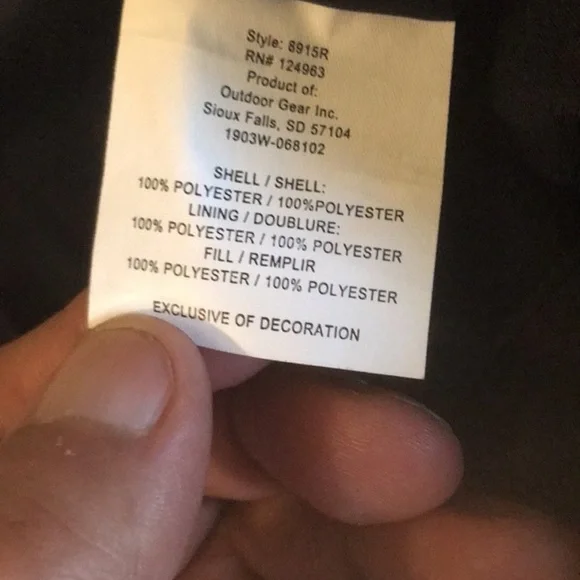 Style: 8915R
RN# 124963
Product of:
Outdoor Gear Inc.
Sioux Falls, SD 57104
1903W-068102
SHELL / SHELL:
100% POLYESTER / 100%POLYESTER
LINING / DOUBLURE:
100% POLYESTER / 100% POLYESTER
FILL / REMPLIR
100% POLYESTER / 100% POLYESTER
EXCLUSIVE OF DECORATION